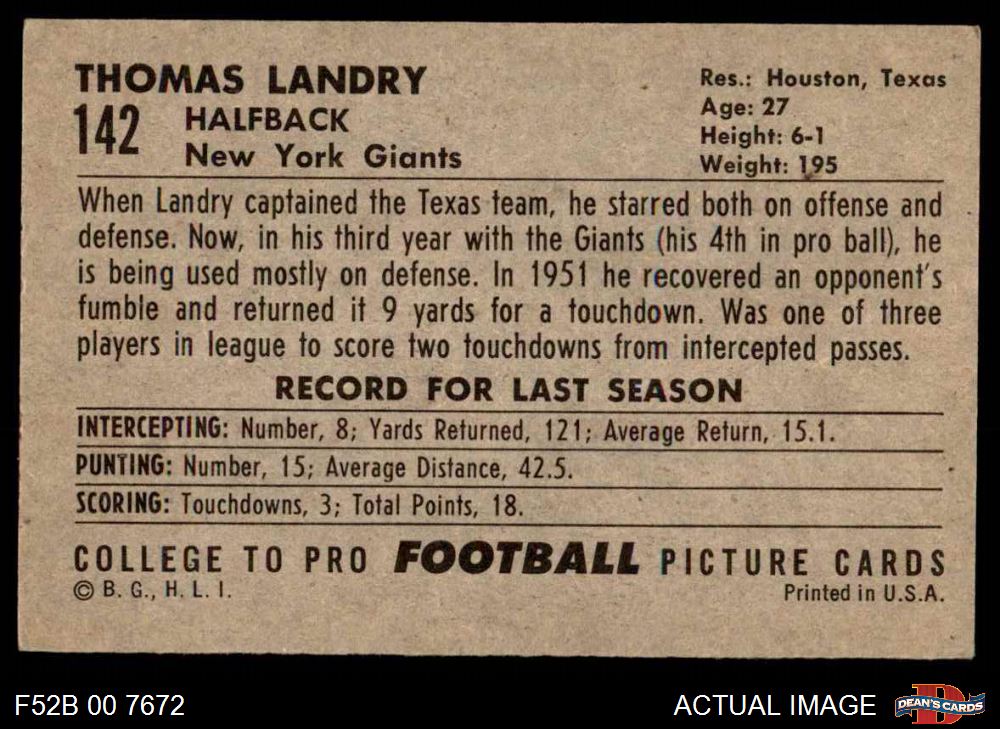 THOMAS LANDRY
142 HALFBACK
New York Giants
Res.: Houston, Texas
Age: 27
Height: 6-1
Weight: 195
When Landry captained the Texas team, he starred both on offense and
defense. Now, in his third year with the Giants (his 4th in pro ball), he
is being used mostly on defense. In 1951 he recovered an opponent's
fumble and returned it 9 yards for a touchdown. Was one of three
players in league to score two touchdowns from intercepted passes.
RECORD FOR LAST SEASON
INTERCEPTING: Number, 8; Yards Returned, 121; Average Return, 15.1.
PUNTING: Number, 15; Average Distance, 42.5.
SCORING: Touchdowns, 3; Total Points, 18.
COLLEGE TO PRO FOOTBALL PICTURE CARDS
© B. G., H. L. I. Printed in U.S.A.
F52B 00 7672 ACTUAL IMAGE D DEAN'S CARDS